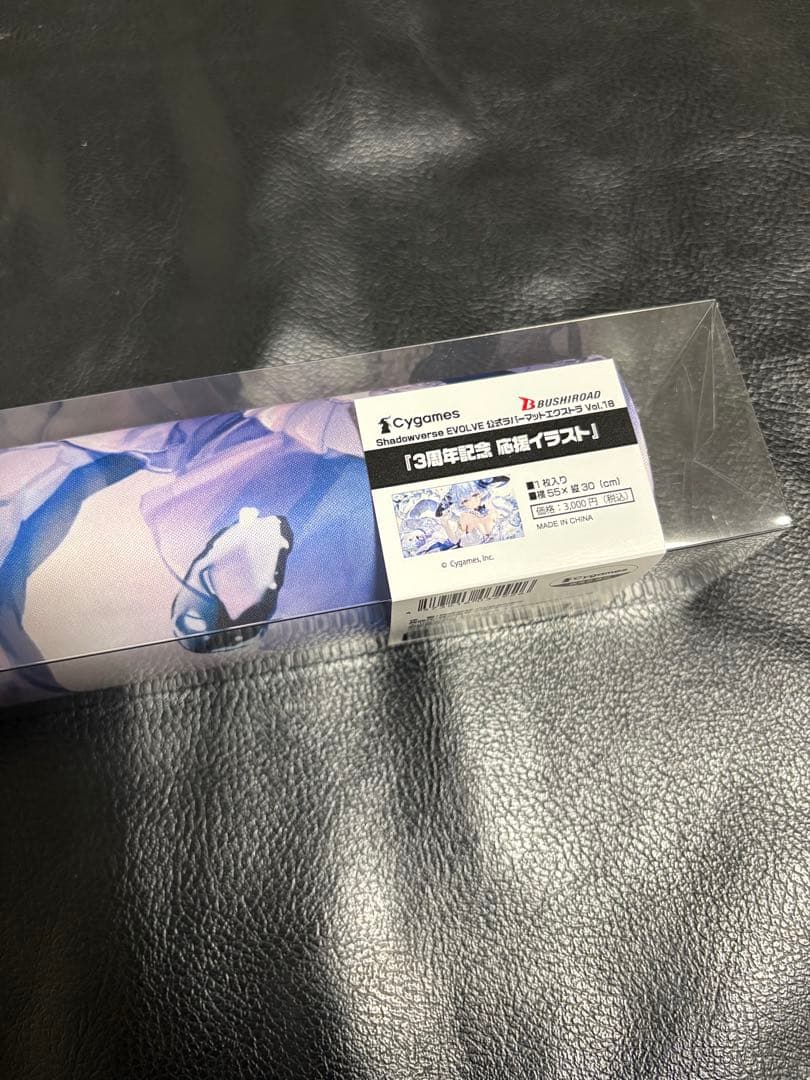 Cygames
BUSHIROAD
Shadowverse EVOLVE 公式ラバーマットエクストラ Vol.18
『3周年記念 応援イラスト』
■1枚入り
■横55×縦30(cm)
価格:3,000円(税込)
MADE IN CHINA
© Cygames, Inc.
Cygames